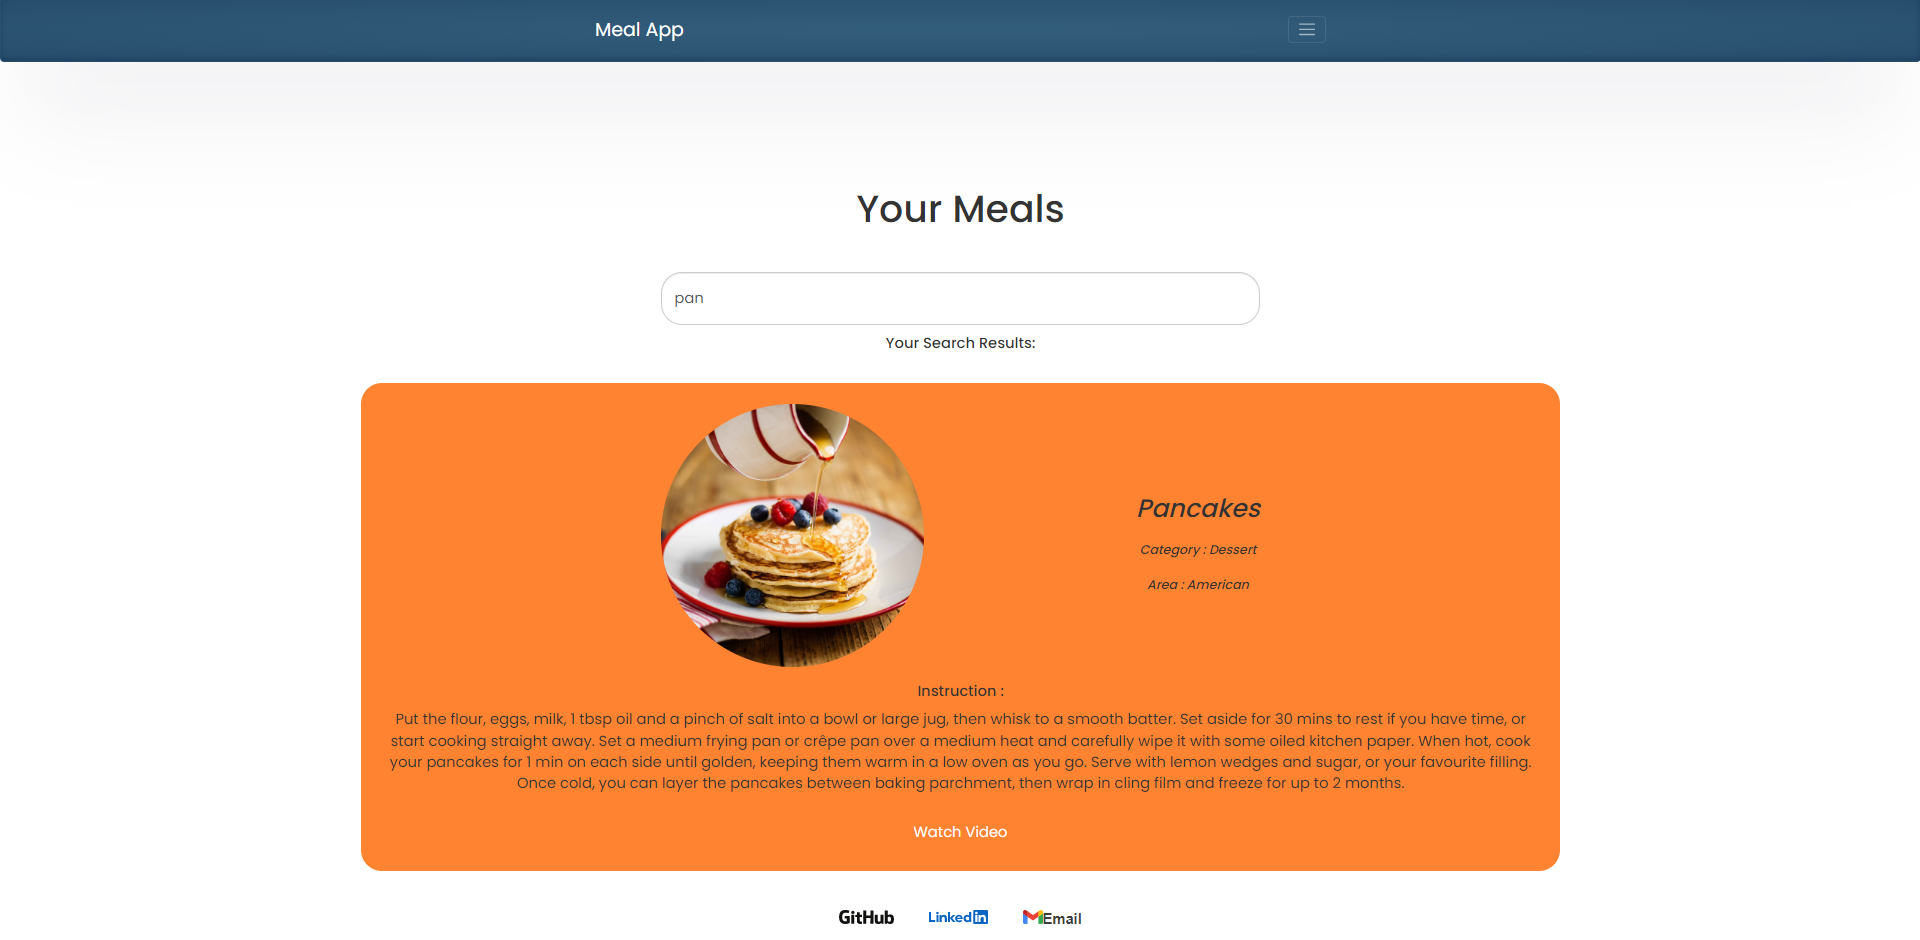 Meal App
Your Meals
pan
Your Search Results:
Pancakes
Category : Dessert
Area : American
Instruction :
Put the flour, eggs, milk, 1 tbsp oil and a pinch of salt into a bowl or large jug, then whisk to a smooth batter. Set aside for 30 mins to rest if you have time, or
start cooking straight away. Set a medium frying pan or crêpe pan over a medium heat and carefully wipe it with some oiled kitchen paper. When hot, cook
your pancakes for 1 min on each side until golden, keeping them warm in a low oven as you go. Serve with lemon wedges and sugar, or your favourite filling.
Once cold, you can layer the pancakes between baking parchment, then wrap in cling film and freeze for up to 2 months.
Watch Video
GitHub LinkedIn Email